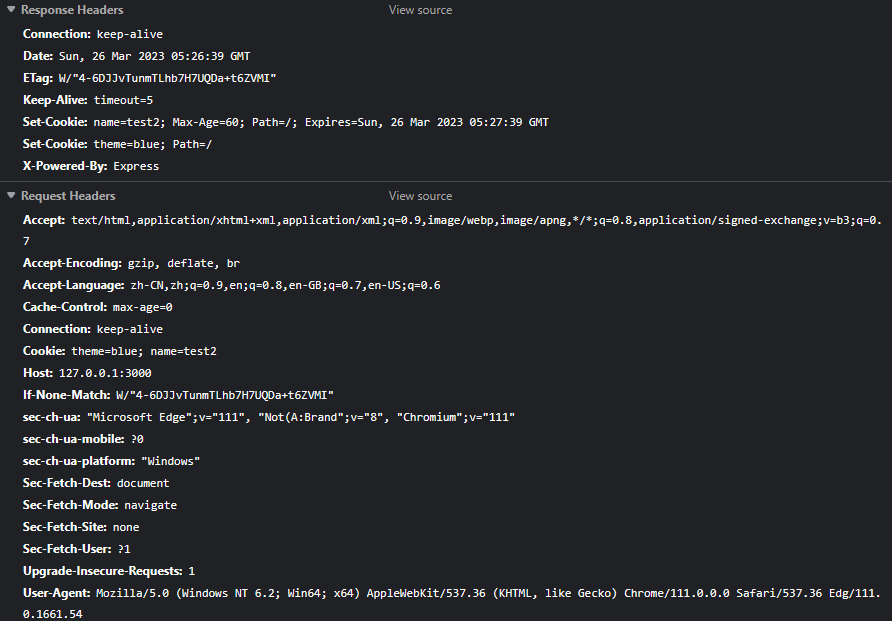 Response Headers View source
Connection: keep-alive
Date: Sun, 26 Mar 2023 05:26:39 GMT
ETag: W/"4-6DJJvTunmTLhb7H7UQDa+t6ZVMI"
Keep-Alive: timeout=5
Set-Cookie: name=test2; Max-Age=60; Path=/; Expires=Sun, 26 Mar 2023 05:27:39 GMT
Set-Cookie: theme=blue; Path=/
X-Powered-By: Express
Request Headers View source
Accept: text/html,application/xhtml+xml,application/xml;q=0.9,image/webp,image/apng,*/*;q=0.8,application/signed-exchange;v=b3;q=0.
7
Accept-Encoding: gzip, deflate, br
Accept-Language: zh-CN,zh;q=0.9,en;q=0.8,en-GB;q=0.7,en-US;q=0.6
Cache-Control: max-age=0
Connection: keep-alive
Cookie: theme=blue; name=test2
Host: 127.0.0.1:3000
If-None-Match: W/"4-6DJJvTunmTLhb7H7UQDa+t6ZVMI"
sec-ch-ua: "Microsoft Edge";v="111", "Not(A:Brand";v="8", "Chromium";v="111"
sec-ch-ua-mobile: ?0
sec-ch-ua-platform: "Windows"
Sec-Fetch-Dest: document
Sec-Fetch-Mode: navigate
Sec-Fetch-Site: none
Sec-Fetch-User: ?1
Upgrade-Insecure-Requests: 1
User-Agent: Mozilla/5.0 (Windows NT 6.2; Win64; x64) AppleWebKit/537.36 (KHTML, like Gecko) Chrome/111.0.0.0 Safari/537.36 Edg/111.
0.1661.54